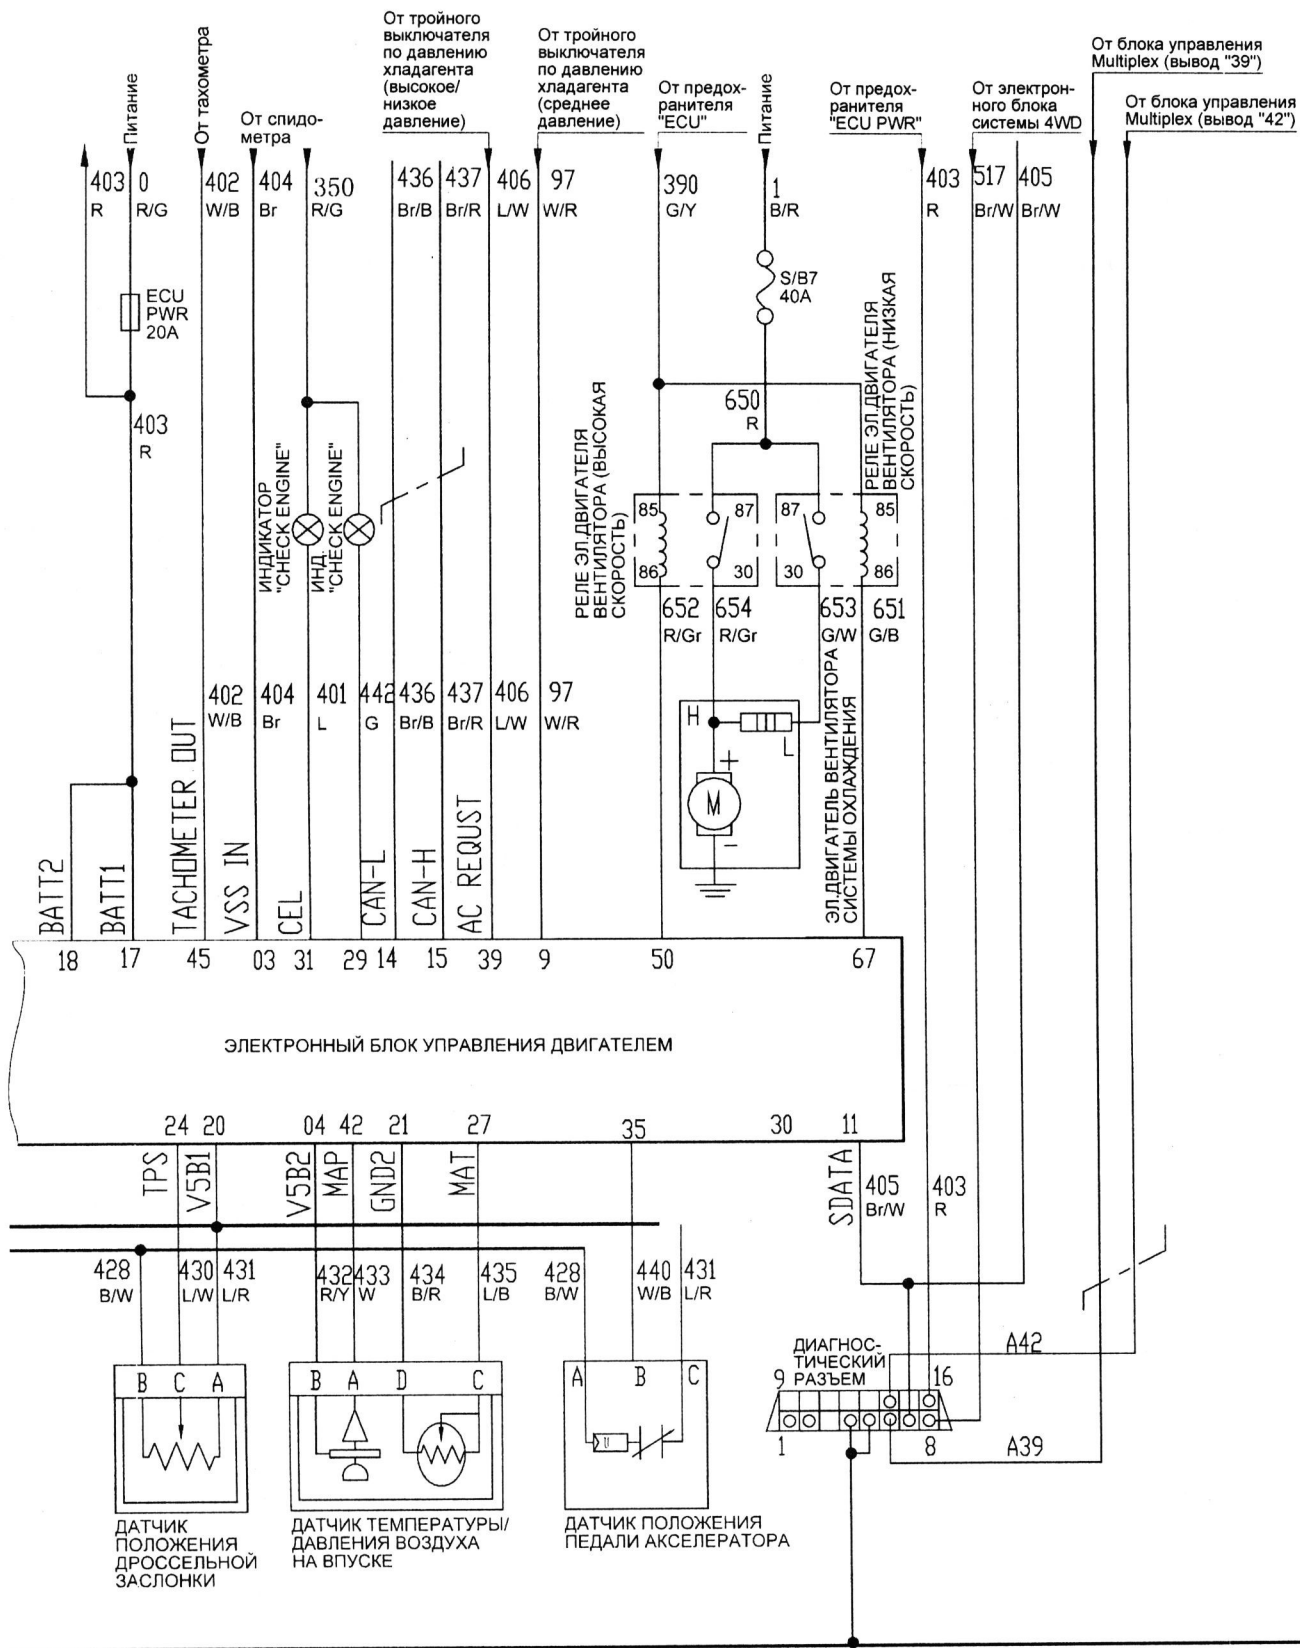 От тройного
выключателя
по давлению
хладагента
(высокое/
низкое
давление)
От тройного
выключателя
по давлению
хладагента
(среднее
давление)
От блока управления
Multiplex (вывод "39")
Питание
От тахометра
От спидо-
метра
От предох-
ранителя
"ECU"
Питание
От предох-
ранителя
"ECU PWR"
От электрон-
ного блока
системы 4WD
От блока управления
Multiplex (вывод "42")
403 0 402 404 350 436 437 406 97 390 1 403 517 405
R R/G W/B Br R/G Br/B Br/R L/W W/R G/Y B/R R Br/W Br/W
ECU
PWR
20A
S/B7
40A
403
R
650
R
ИНДИКАТОР
"CHECK ENGINE"
ИНД.
"CHECK ENGINE"
РЕЛЕ ЭЛ.ДВИГАТЕЛЯ
ВЕНТИЛЯТОРА (ВЫСОКАЯ
СКОРОСТЬ)
РЕЛЕ ЭЛ.ДВИГАТЕЛЯ
ВЕНТИЛЯТОРА (НИЗКАЯ
СКОРОСТЬ)
85 87 87 85
86 30 30 86
652 654 653 651
R/Gr R/Gr G/W G/B
402 404 401 442 436 437 406 97
W/B Br L G Br/B Br/R L/W W/R
H
L
+
M
-
ЭЛ.ДВИГАТЕЛЬ ВЕНТИЛЯТОРА
СИСТЕМЫ ОХЛАЖДЕНИЯ
BATT2
BATT1
TACHOMETER OUT
VSS IN
CEL
CAN-L
CAN-H
AC REQUST
18 17 45 03 31 29 14 15 39 9 50 67
ЭЛЕКТРОННЫЙ БЛОК УПРАВЛЕНИЯ ДВИГАТЕЛЕМ
24 20 04 42 21 27 35 30 11
TPS
V5B1
V5B2
MAP
GND2
MAT
SDATA
405 403
Br/W R
428 430 431 432 433 434 435 428 440 431
B/W L/W L/R R/Y W B/R L/B B/W W/B L/R
B C A
B A D C
A B C
U
ДИАГНОС-
ТИЧЕСКИЙ
РАЗЪЕМ
A42
9 16
1 8
A39
ДАТЧИК
ПОЛОЖЕНИЯ
ДРОССЕЛЬНОЙ
ЗАСЛОНКИ
ДАТЧИК ТЕМПЕРАТУРЫ/
ДАВЛЕНИЯ ВОЗДУХА
НА ВПУСКЕ
ДАТЧИК ПОЛОЖЕНИЯ
ПЕДАЛИ АКСЕЛЕРАТОРА